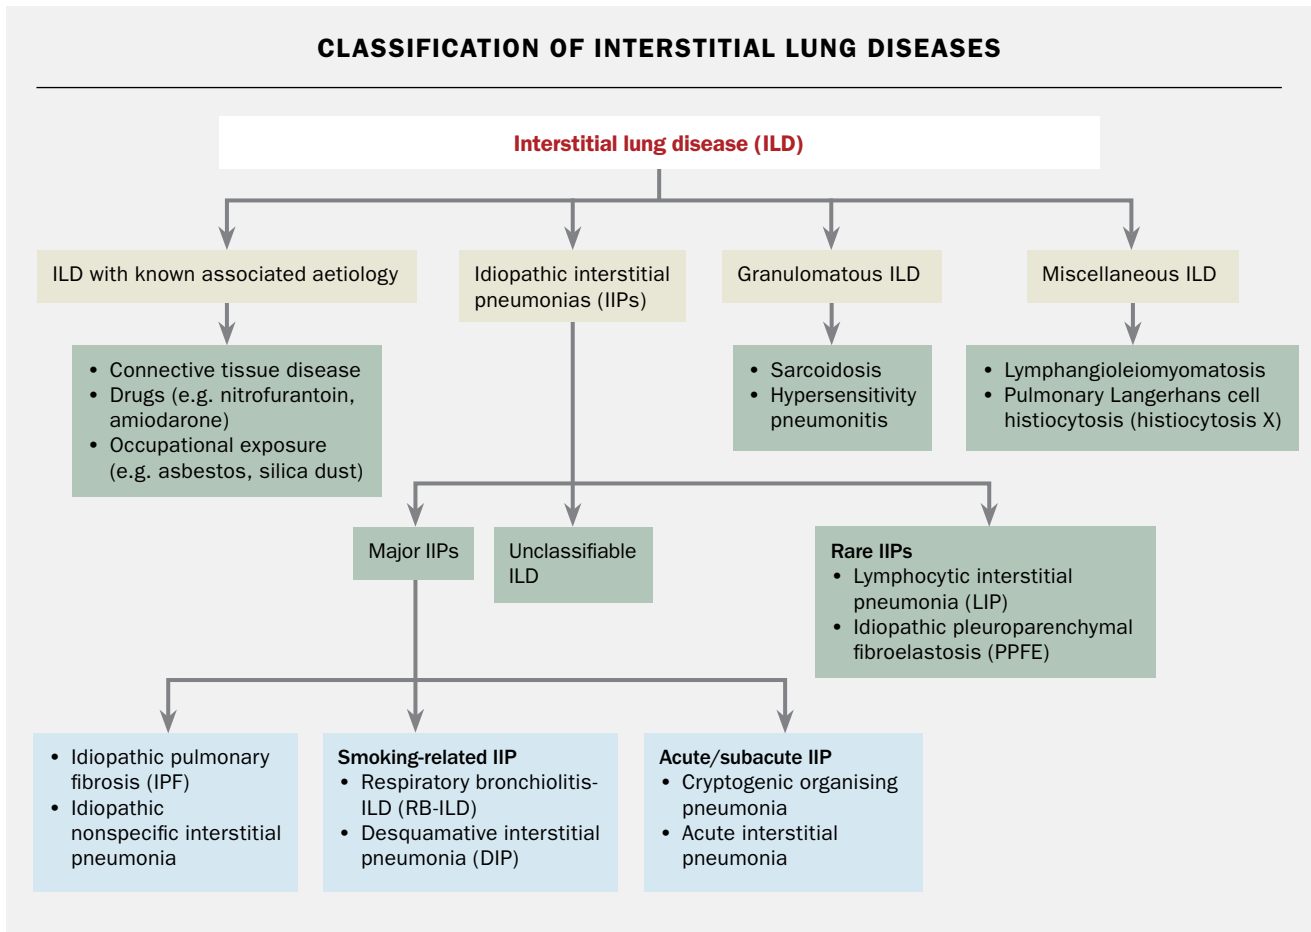 CLASSIFICATION OF INTERSTITIAL LUNG DISEASES
Interstitial lung disease (ILD)
ILD with known associated aetiology
Idiopathic interstitial
pneumonias (IIPs)
Granulomatous ILD
Miscellaneous ILD
• Connective tissue disease
• Drugs (e.g. nitrofurantoin,
amiodarone)
• Occupational exposure
(e.g. asbestos, silica dust)
• Sarcoidosis
• Hypersensitivity
pneumonitis
• Lymphangioleiomyomatosis
• Pulmonary Langerhans cell
histiocytosis (histiocytosis X)
Major IIPs
Unclassifiable
ILD
Rare IIPs
• Lymphocytic interstitial
pneumonia (LIP)
• Idiopathic pleuroparenchymal
fibroelastosis (PPFE)
• Idiopathic pulmonary
fibrosis (IPF)
• Idiopathic
nonspecific interstitial
pneumonia
Smoking-related IIP
• Respiratory bronchiolitis-
ILD (RB-ILD)
• Desquamative interstitial
pneumonia (DIP)
Acute/subacute IIP
• Cryptogenic organising
pneumonia
• Acute interstitial
pneumonia